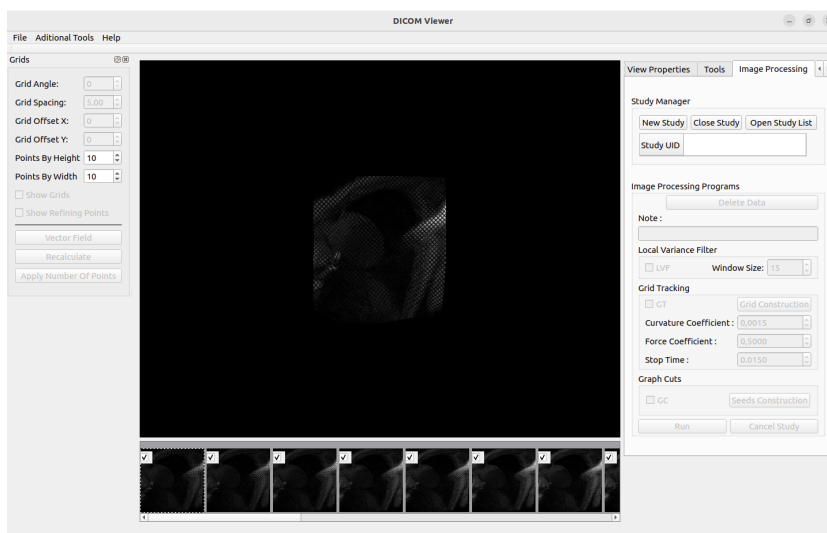 DICOM Viewer
File Aditional Tools Help
Grids
Grid Angle: 0
Grid Spacing: 5.00
Grid Offset X: 0
Grid Offset Y: 0
Points By Height 10
Points By Width 10
Show Grids
Show Refining Points
Vector Field
Recalculate
Apply Number Of Points
View Properties Tools Image Processing
Study Manager
New Study Close Study Open Study List
Study UID
Image Processing Programs
Delete Data
Note :
Local Variance Filter
LVF Window Size: 15
Grid Tracking
GT Grid Construction
Curvature Coefficient : 0,0015
Force Coefficient : 0,5000
Stop Time : 0.0150
Graph Cuts
GC Seeds Construction
Run Cancel Study